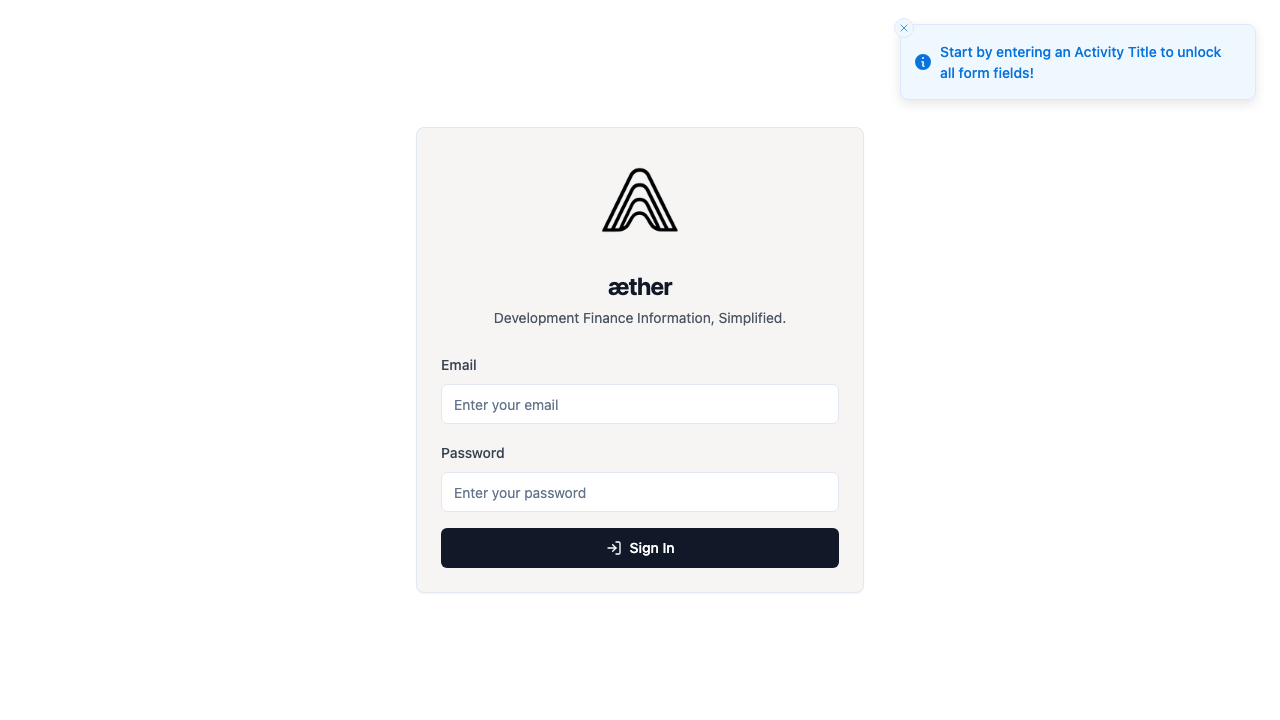 Start by entering an Activity Title to unlock
all form fields!
æther
Development Finance Information, Simplified.
Email
Enter your email
Password
Enter your password
Sign In